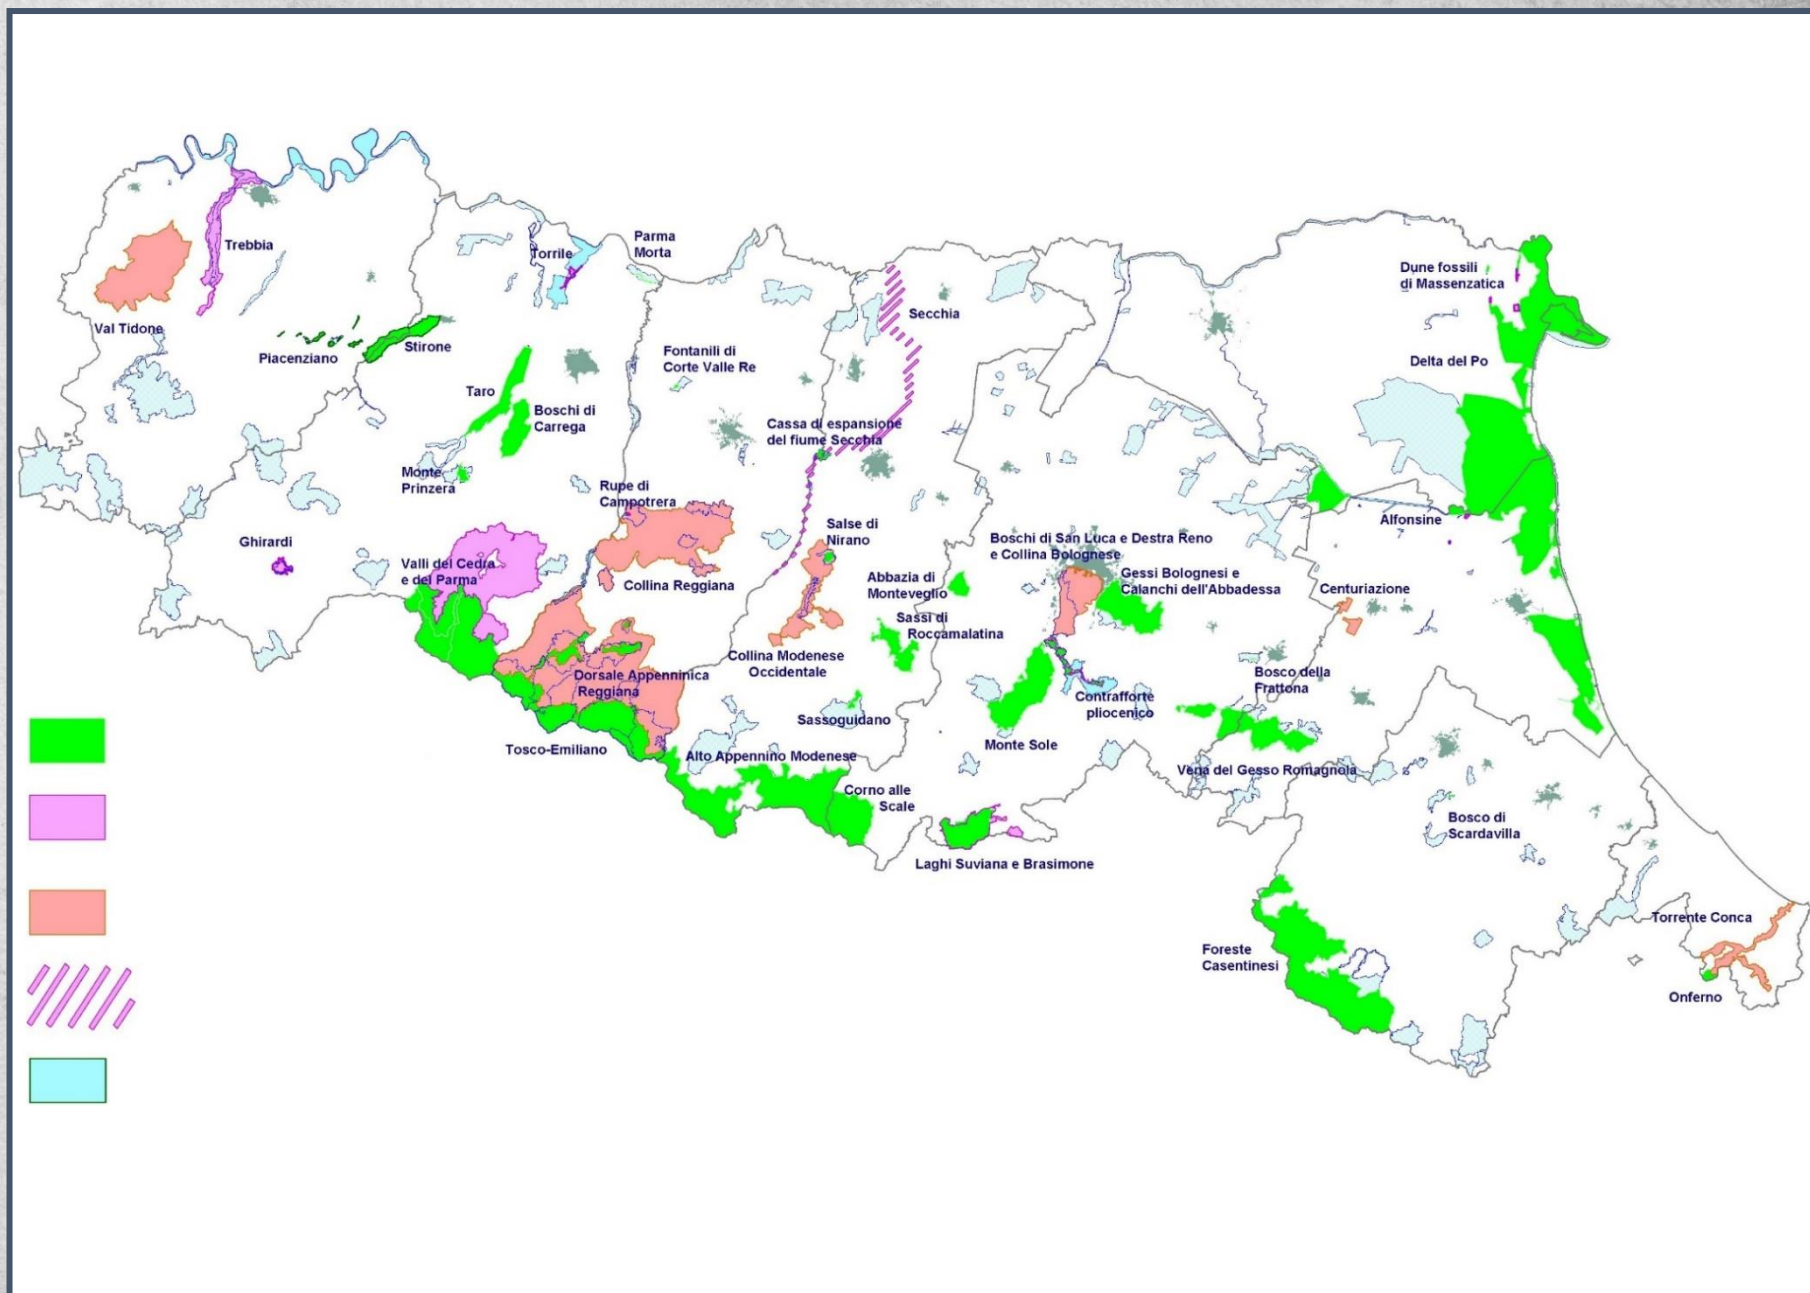 Parma
Morta
Trebbia
Torrile
Dune fossili
di Massenzatica
Secchia
Val Tidone
Piacenziano
Stirone
Fontanili di
Corte Valle Re
Delta del Po
Taro
Boschi di
Carrega
Cassa di espansione
del fiume Secchia
Monte
Prinzera
Rupe di
Campotrera
Alfonsine
Salse di
Nirano
Ghirardi
Boschi di San Luca e Destra Reno
e Collina Bolognese
Valli del Cedra
e del Parma
Collina Reggiana
Abbazia di
Monteveglio
Gessi Bolognesi e
Calanchi dell'Abbadessa
Centuriazione
Sassi di
Roccamalatina
Collina Modenese
Occidentale
Dorsale Appenninica
Reggiana
Bosco della
Frattona
Contrafforte
pliocenico
Sassoguidano
Tosco-Emiliano
Monte Sole
Alto Appennino Modenese
Vena del Gesso Romagnola
Corno alle
Scale
Bosco di
Scardavilla
Laghi Suviana e Brasimone
Torrente Conca
Foreste
Casentinesi
Onferno